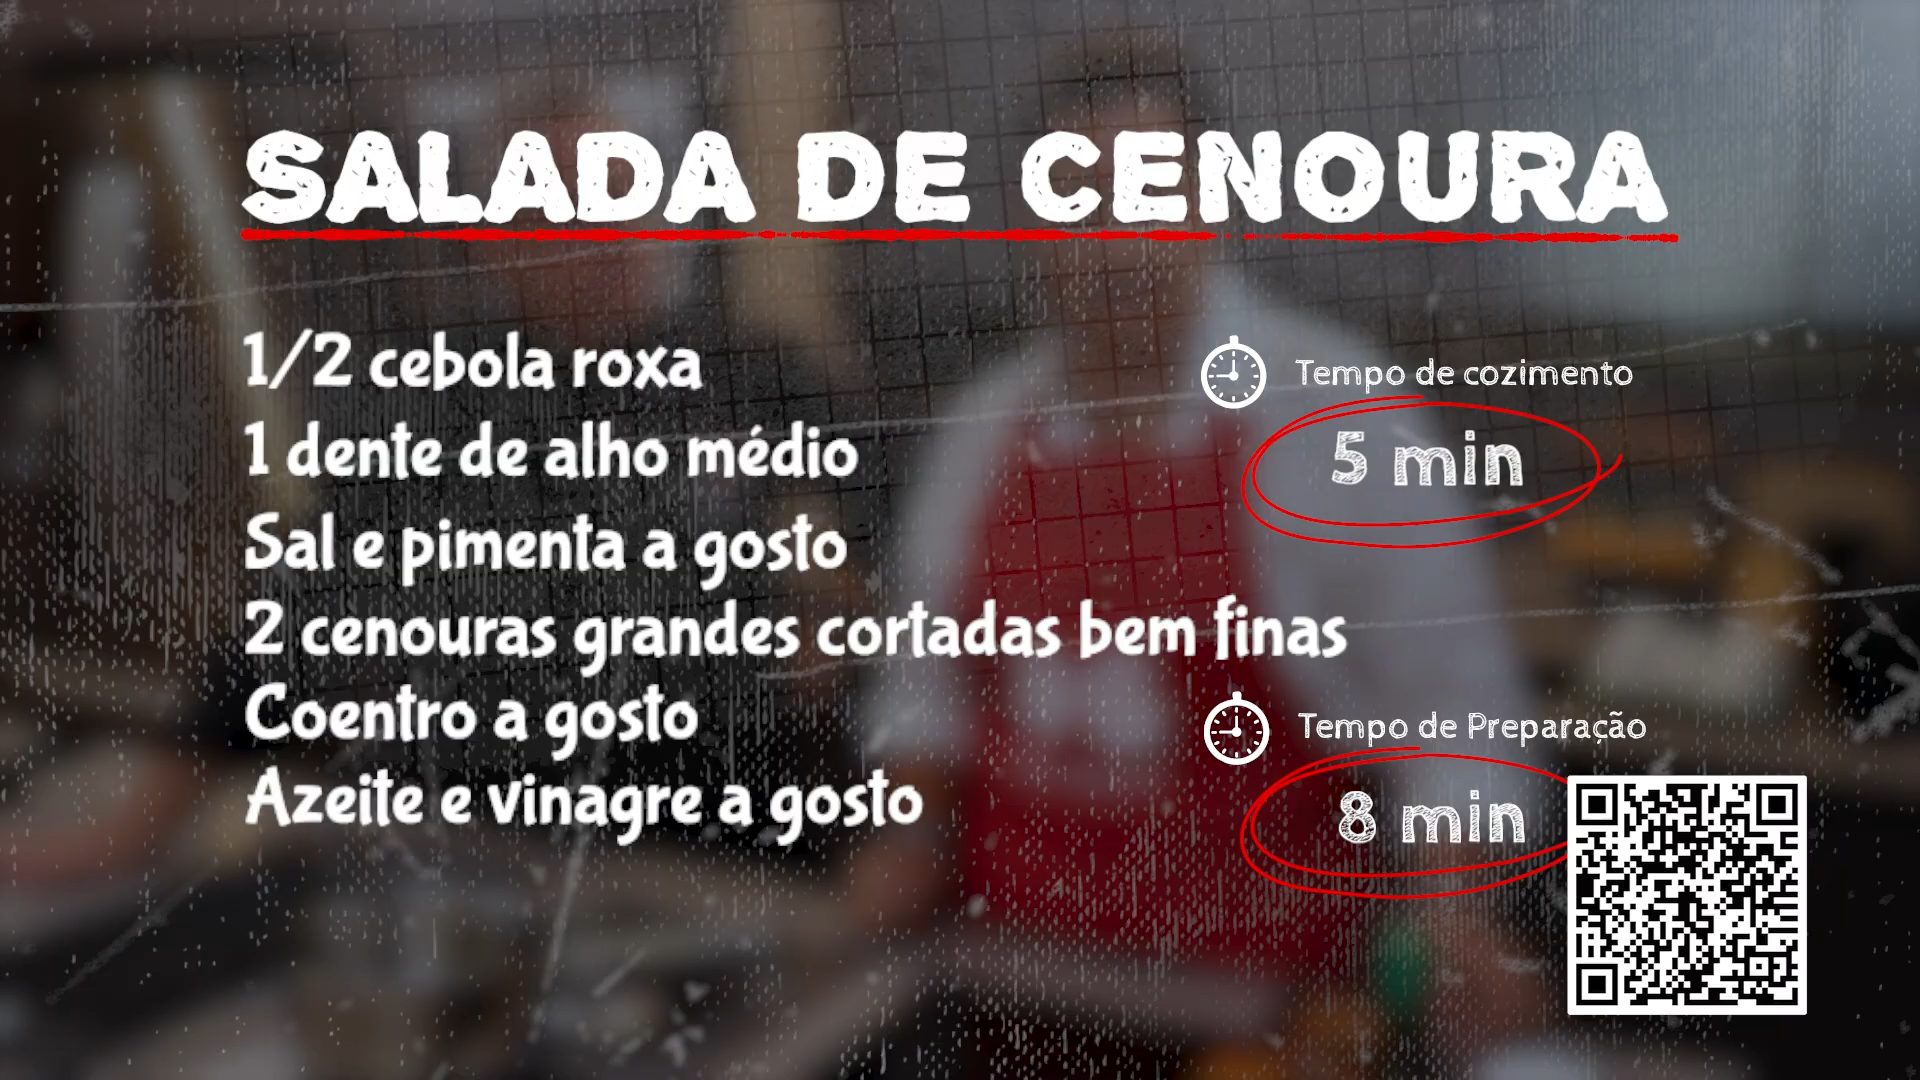 SALADA DE CENOURA
1/2 cebola roxa
1 dente de alho médio
Sal e pimenta a gosto
2 cenouras grandes cortadas bem finas
Coentro a gosto
Azeite e vinagre a gosto
Tempo de cozimento
5 min
Tempo de Preparação
8 min